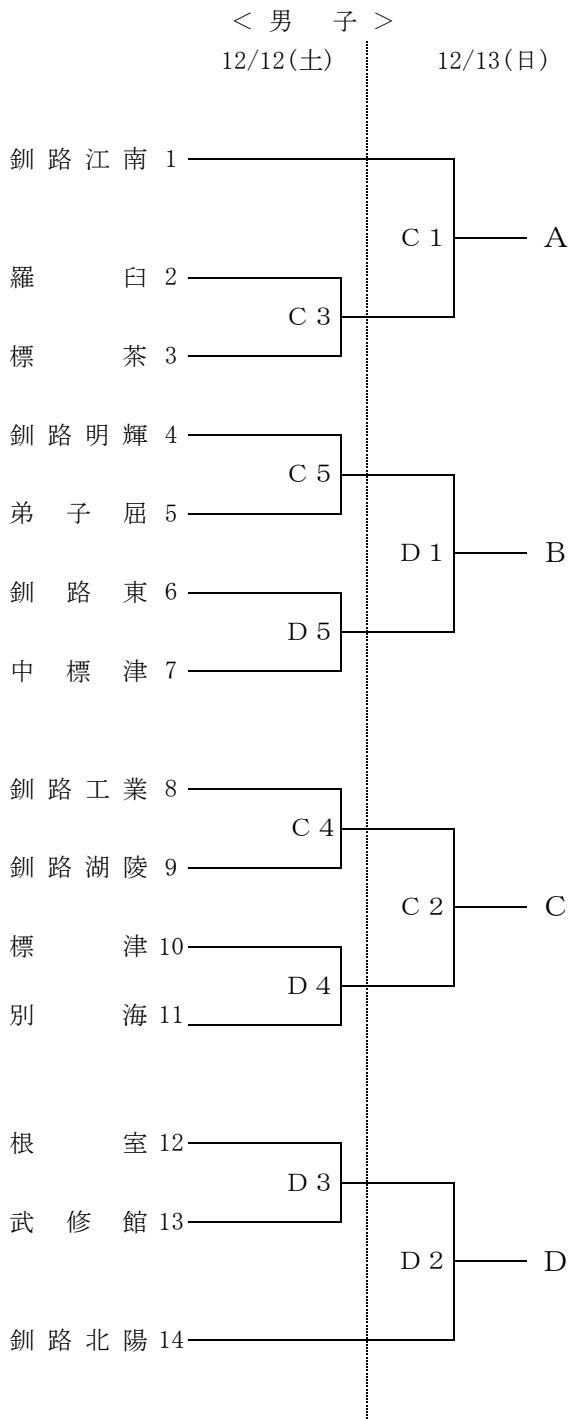 ＜ 男 子 ＞
12/12(土) 12/13(日)
釧路江南 1
C 1 A
羅臼 2
C 3
標茶 3
釧路明輝 4
C 5
弟子屈 5
D 1 B
釧路東 6
D 5
中標津 7
釧路工業 8
C 4
釧路湖陵 9
C 2 C
標津 10
D 4
別海 11
根室 12
D 3
武修館 13
D 2 D
釧路北陽 14